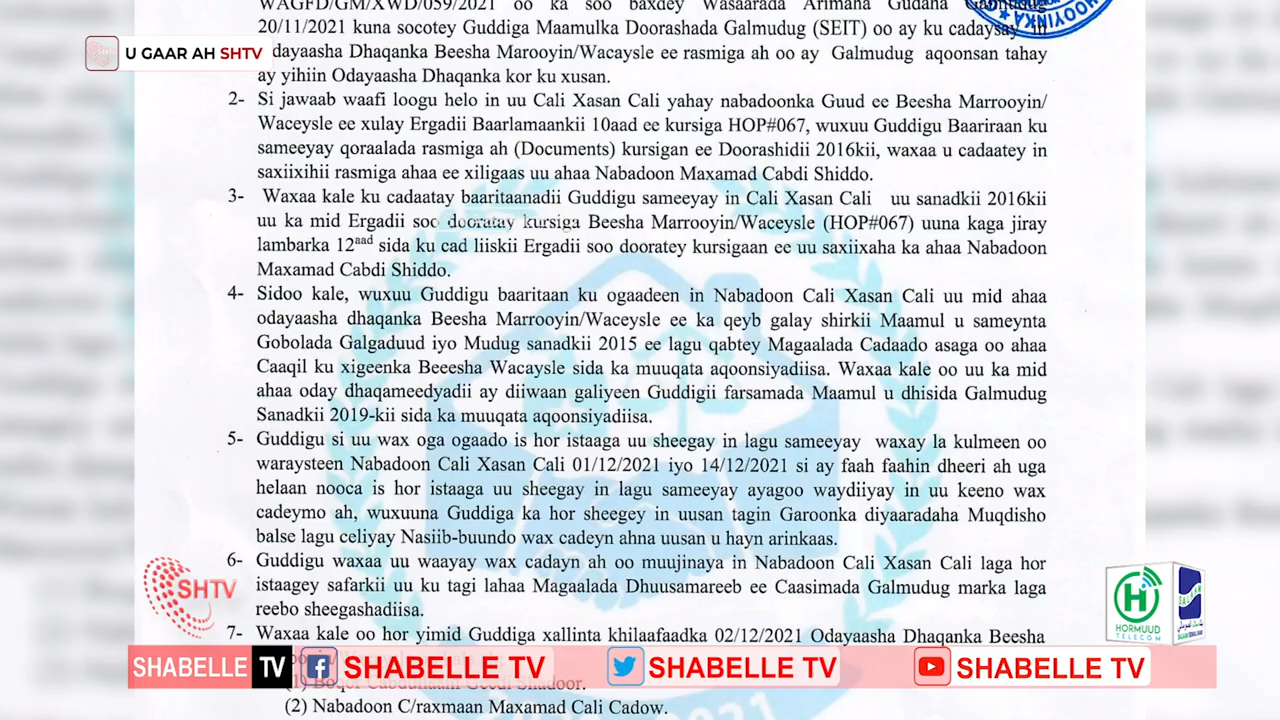 WAGFD/GM/XWD/059/2021 oo ka soo baxdey Wasaarada Arimaha Gudaha Galmudug
20/11/2021 kuna socotey Guddiga Maamulka Doorashada Galmudug (SEIT) oo ay ku cadaysay in
Odayaasha Dhaqanka Beesha Marooyin/Wacaysle ee rasmiga ah oo ay Galmudug aqoonsan tahay
ay yihiin Odayaasha Dhaqanka kor ku xusan.
HOOYINKA
U GAAR AH SHTV
2- Si jawaab waafi loogu helo in uu Cali Xasan Cali yahay nabadoonka Guud ee Beesha Marrooyin/
Waceysle ee xulay Ergadii Baarlamaankii 10aad ee kursiga HOP#067, wuxuu Guddigu Baariraan ku
sameeyay qoraalada rasmiga ah (Documents) kursigan ee Doorashidii 2016kii, waxaa u cadaatey in
saxiixihii rasmiga ahaa ee xiligaas uu ahaa Nabadoon Maxamad Cabdi Shiddo.
3- Waxaa kale ku cadaatay baaritaanadii Guddigu sameeyay in Cali Xasan Cali uu sanadkii 2016kii
uu ka mid Ergadii soo dooratay kursiga Beesha Marrooyin/Waceysle (HOP#067) uuna kaga jiray
lambarka 12aad sida ku cad liiskii Ergadii soo dooratey kursigaan ee uu saxiixaha ka ahaa Nabadoon
Maxamad Cabdi Shiddo.
4- Sidoo kale, wuxuu Guddigu baaritaan ku ogaadeen in Nabadoon Cali Xasan Cali uu mid ahaa
odayaasha dhaqanka Beesha Marrooyin/Waceysle ee ka qeyb galay shirkii Maamul u sameynta
Gobolada Galgaduud iyo Mudug sanadkii 2015 ee lagu qabtey Magaalada Cadaado asaga oo ahaa
Caaqil ku xigeenka Beeesha Wacaysle sida ka muuqata aqoonsiyadiisa. Waxaa kale oo uu ka mid
ahaa oday dhaqameedyadii ay diiwaan galiyeen Guddigii farsamada Maamul u dhisida Galmudug
Sanadkii 2019-kii sida ka muuqata aqoonsiyadiisa.
5- Guddigu si uu wax oga ogaado is hor istaaga uu sheegay in lagu sameeyay waxay la kulmeen oo
waraysteen Nabadoon Cali Xasan Cali 01/12/2021 iyo 14/12/2021 si ay faah faahin dheeri ah uga
helaan nooca is hor istaaga uu sheegay in lagu sameeyay ayagoo waydiiyay in uu keeno wax
cadeymo ah, wuxuuna Guddiga ka hor sheegey in uusan tagin Garoonka diyaaradaha Muqdisho
balse lagu celiyay Nasiib-buundo wax cadeyn ahna uusan u hayn arinkaas.
6- Guddigu waxaa uu waayay wax cadayn ah oo muujinaya in Nabadoon Cali Xasan Cali laga hor
istaagey safarkii uu ku tagi lahaa Magaalada Dhuusamareeb ee Caasimada Galmudug marka laga
reebo sheegashadiisa.
7- Waxaa kale oo hor yimid Guddiga xallinta khilaafaadka 02/12/2021 Odayaasha Dhaqanka Beesha
SHTV
HORMUUD
TELECOM
SHABELLE TV SHABELLE TV SHABELLE TV SHABELLE TV
(2) Nabadoon C/raxmaan Maxamad Cali Cadow.